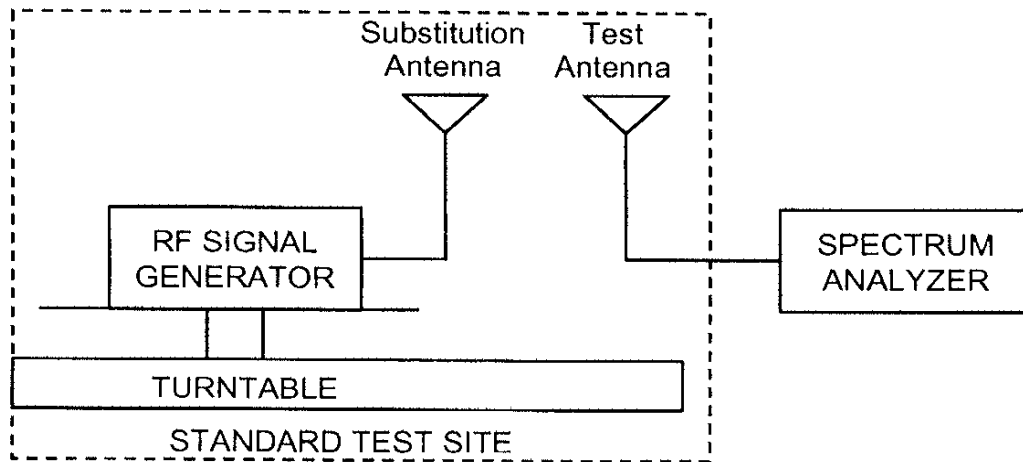 Substitution
Antenna
Test
Antenna
RF SIGNAL
GENERATOR
SPECTRUM
ANALYZER
TURNTABLE
STANDARD TEST SITE